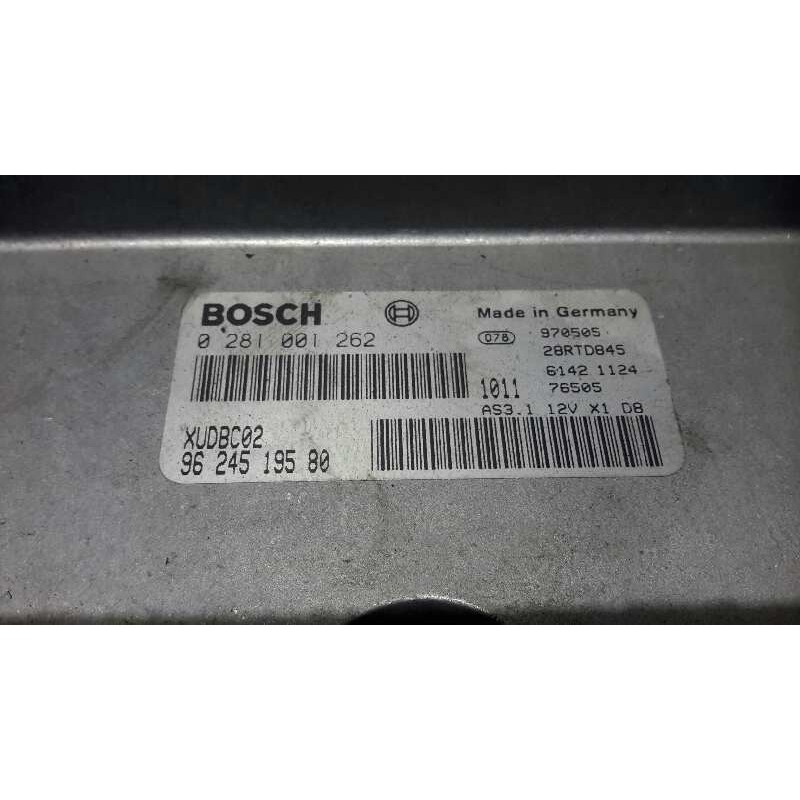 BOSCH
Made in Germany
0 281 001 262
078
970505
28RTD845
6142 1124
1011 76505
AS3.1 12V X1 D8
XUDBC02
96 245 195 80